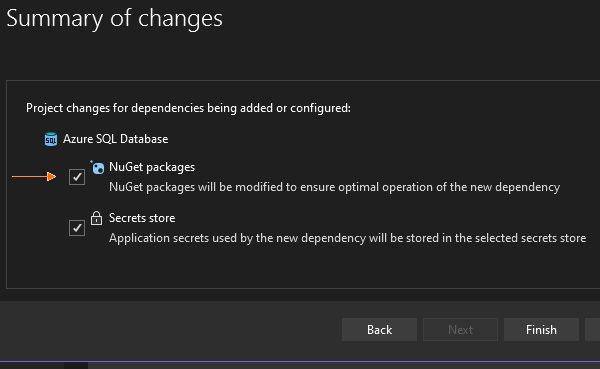 Summary of changes
Project changes for dependencies being added or configured:
SQL Azure SQL Database
NuGet packages
NuGet packages will be modified to ensure optimal operation of the new dependency
Secrets store
Application secrets used by the new dependency will be stored in the selected secrets store
Back Next Finish